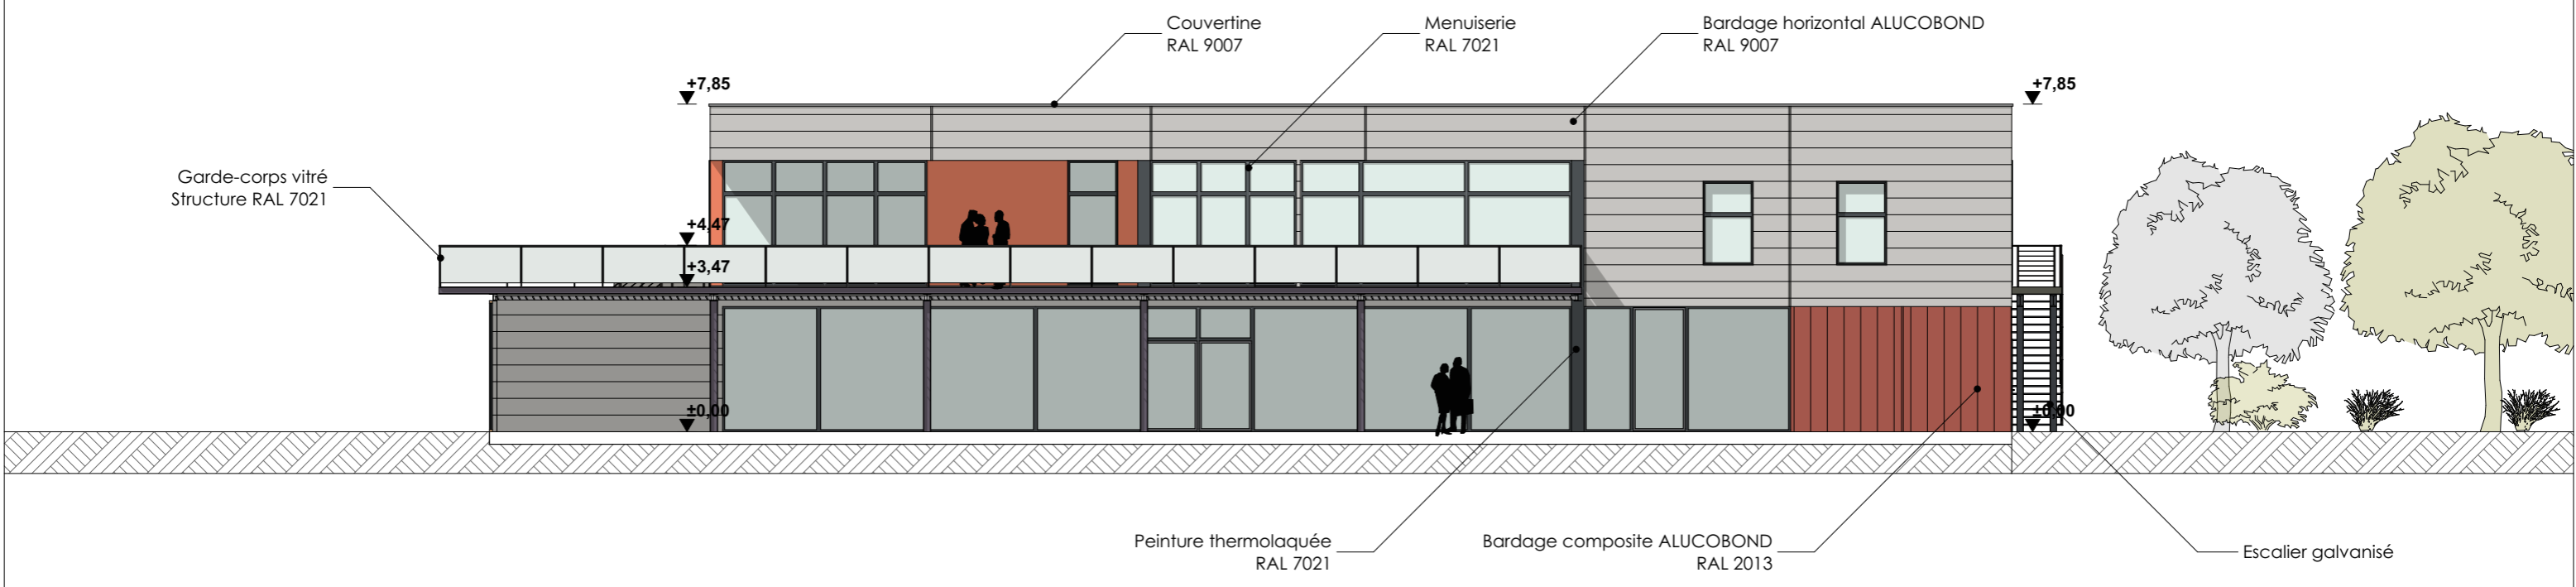 Couvertine
RAL 9007
Menuiserie
RAL 7021
Bardage horizontal ALUCOBOND
RAL 9007
+7,85
+7,85
Garde-corps vitré
Structure RAL 7021
+4,47
+3,47
±0,00
±0,00
Peinture thermolaquée
RAL 7021
Bardage composite ALUCOBOND
RAL 2013
Escalier galvanisé